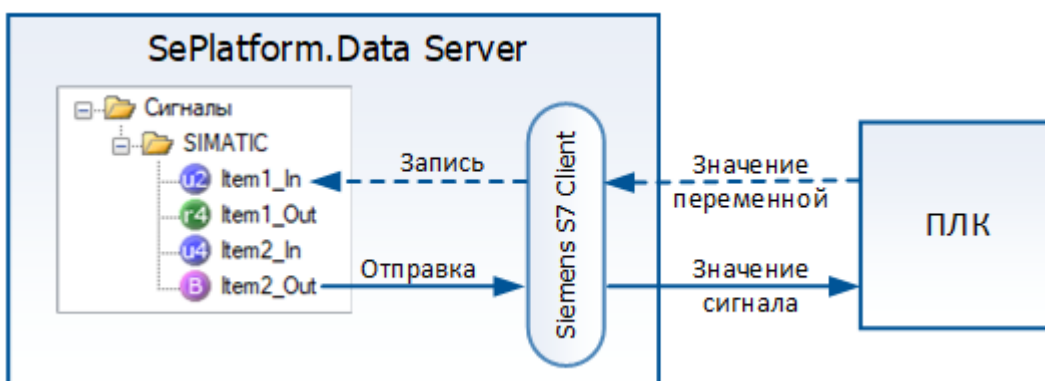 SePlatform.Data Server
Сигналы
SIMATIC
u2 Item1_In
r4 Item1_Out
u4 Item2_In
B Item2_Out
Запись
Отправка
Siemens S7 Client
Значение
переменной
Значение
сигнала
ПЛК